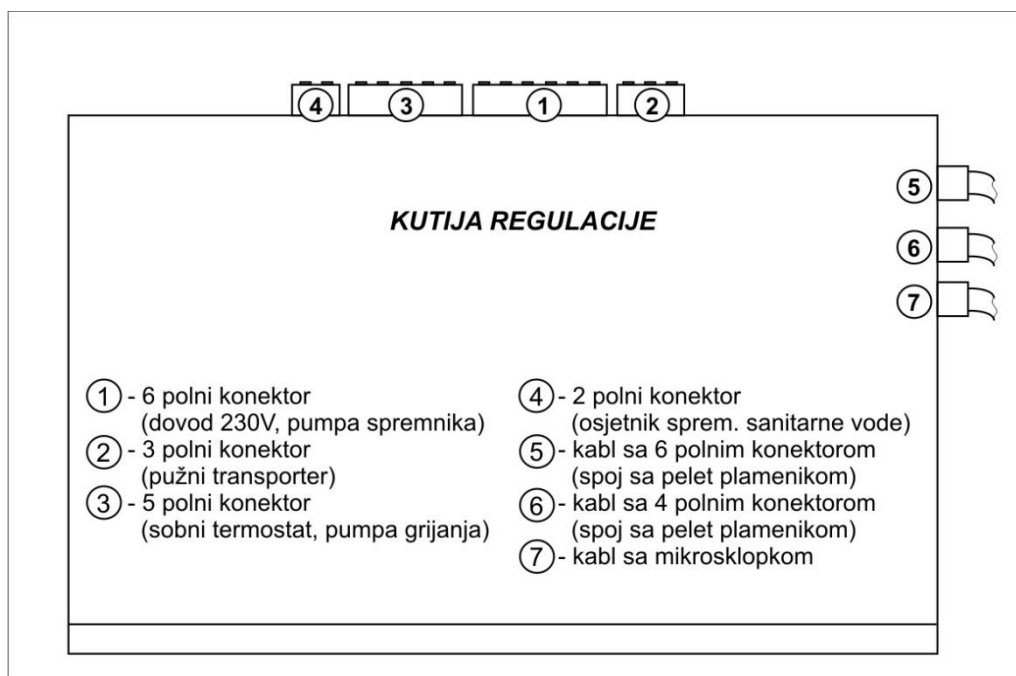 4 3 1 2
5
KUTIJA REGULACIJE
6
7
1 - 6 polni konektor
(dovod 230V, pumpa spremnika)
2 - 3 polni konektor
(pužni transporter)
3 - 5 polni konektor
(sobni termostat, pumpa grijanja)
4 - 2 polni konektor
(osjetnik sprem. sanitarne vode)
5 - kabl sa 6 polnim konektorom
(spoj sa pelet plamenikom)
6 - kabl sa 4 polnim konektorom
(spoj sa pelet plamenikom)
7 - kabl sa mikrosklopkom